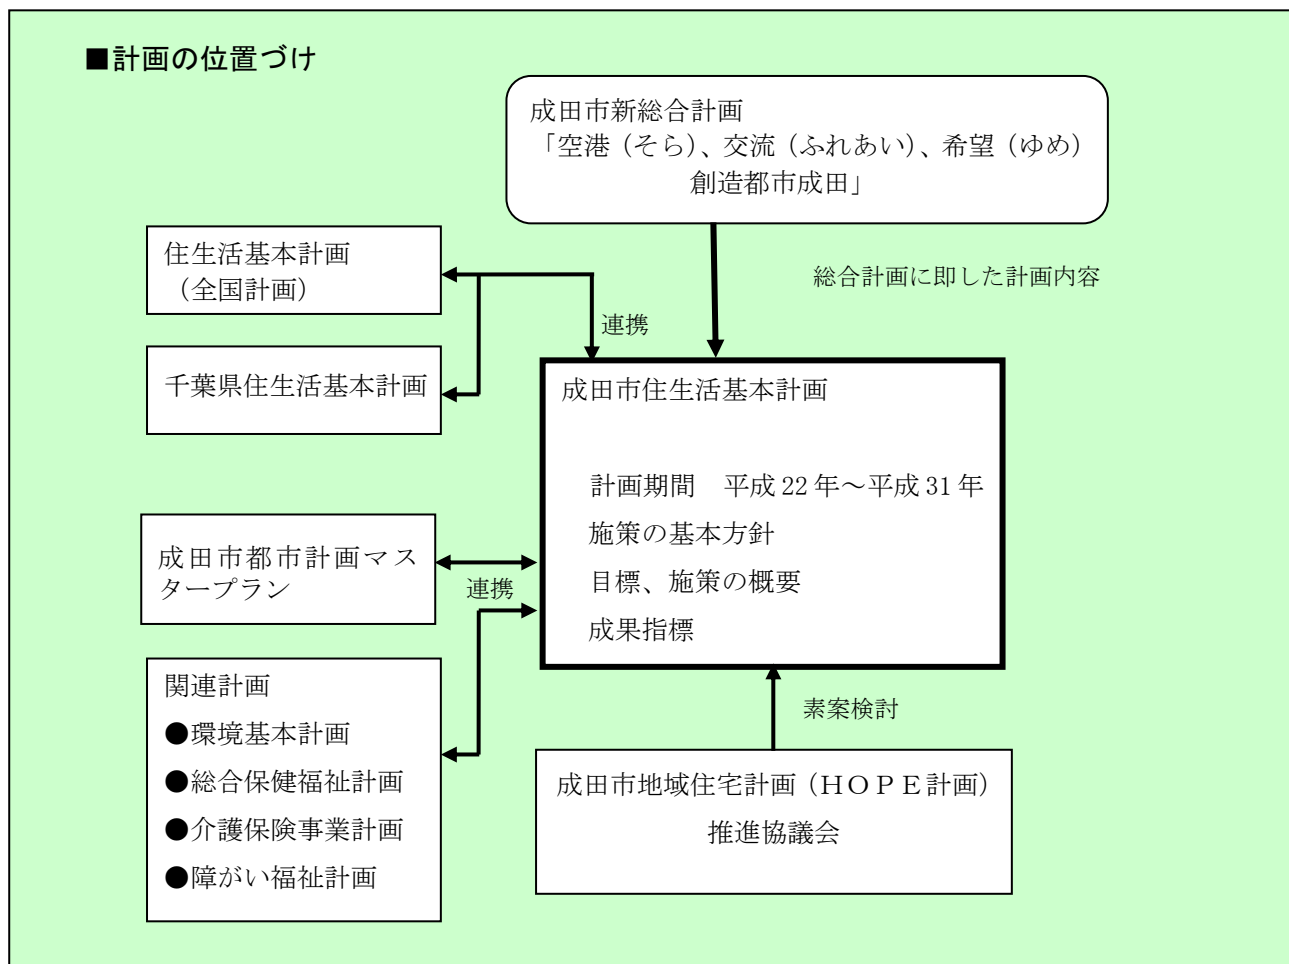 ■計画の位置づけ
成田市新総合計画
「空港（そら）、交流（ふれあい）、希望（ゆめ）
創造都市成田」
住生活基本計画
（全国計画）
総合計画に即した計画内容
連携
千葉県住生活基本計画
成田市住生活基本計画
計画期間　平成 22 年～平成 31 年
施策の基本方針
目標、施策の概要
成果指標
成田市都市計画マス
タープラン
連携
関連計画
●環境基本計画
●総合保健福祉計画
●介護保険事業計画
●障がい福祉計画
素案検討
成田市地域住宅計画（ＨＯＰＥ計画）
推進協議会